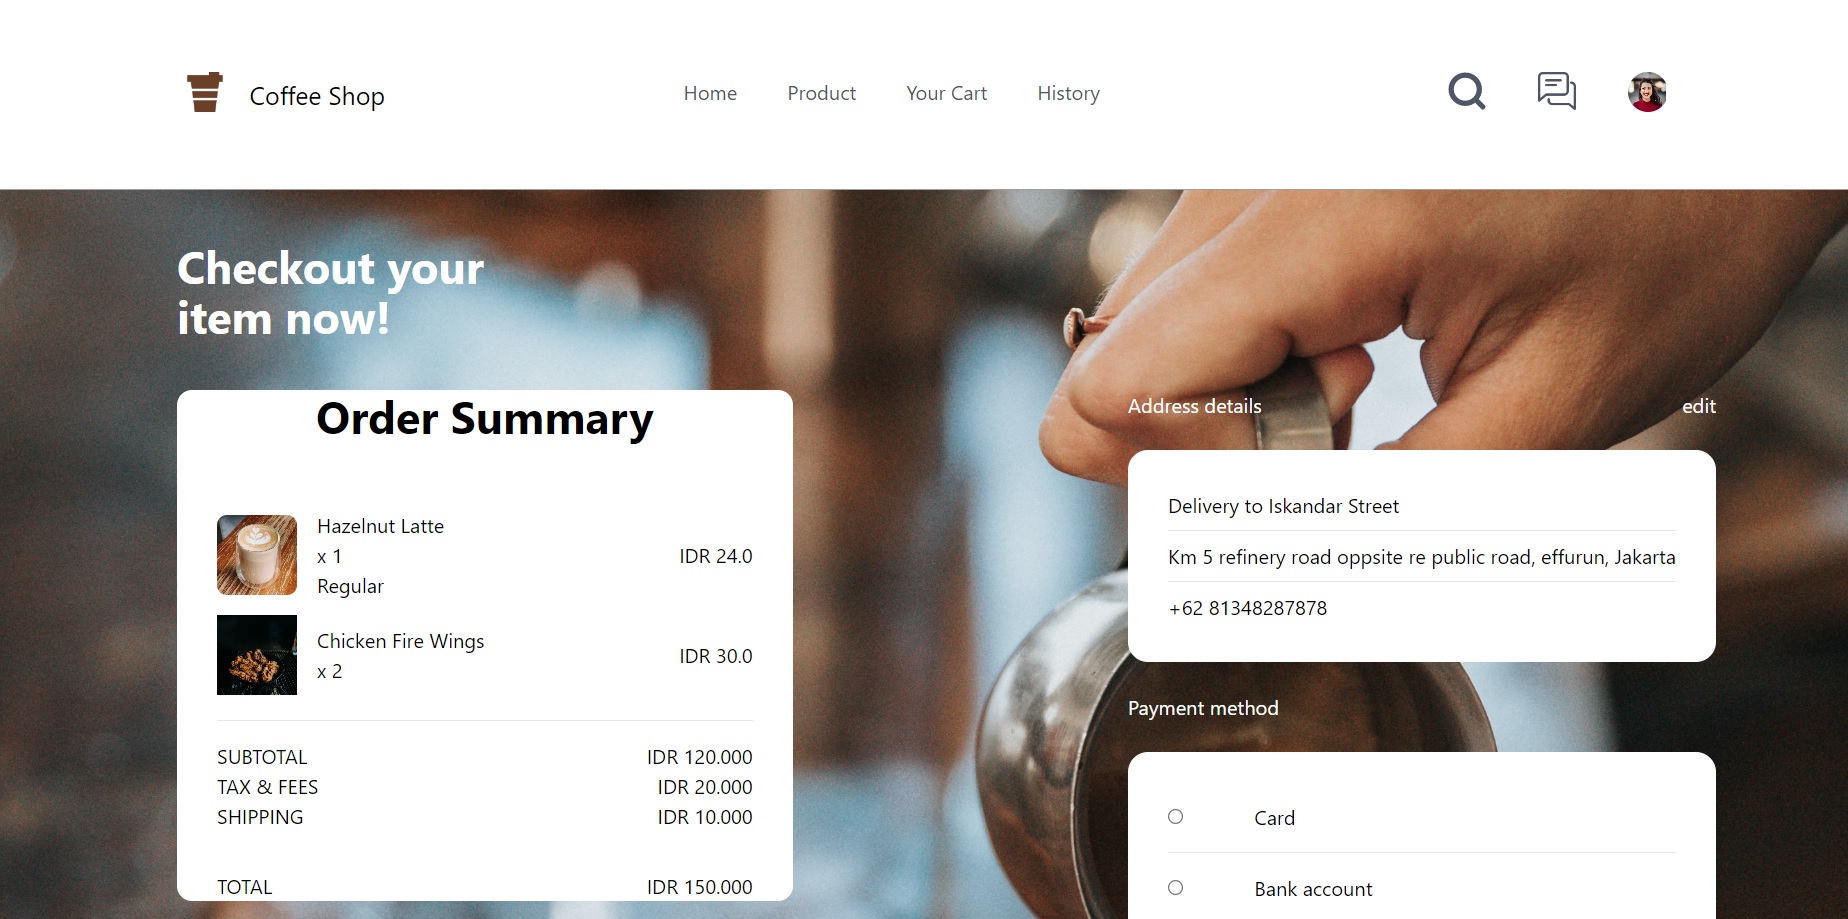 Coffee Shop
Home
Product
Your Cart
History
Checkout your
item now!
Order Summary
Hazelnut Latte
x 1
Regular
IDR 24.0
Chicken Fire Wings
x 2
IDR 30.0
SUBTOTAL IDR 120.000
TAX & FEES IDR 20.000
SHIPPING IDR 10.000
TOTAL IDR 150.000
Address details edit
Delivery to Iskandar Street
Km 5 refinery road oppsite re public road, effurun, Jakarta
+62 81348287878
Payment method
Card
Bank account